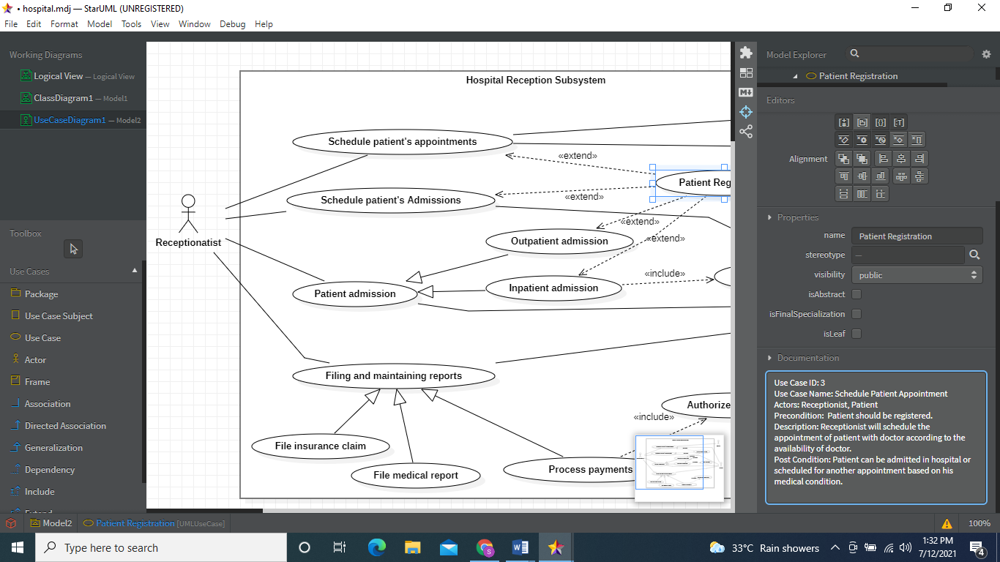 • hospital.mdj — StarUML (UNREGISTERED)
File Edit Format Model Tools View Window Debug Help
Working Diagrams
Logical View — Logical View
ClassDiagram1 — Model1
UseCaseDiagram1 — Model2
Toolbox
Use Cases
Package
Use Case Subject
Use Case
Actor
Frame
Association
Directed Association
Generalization
Dependency
Include
Extend
Hospital Reception Subsystem
Schedule patient's appointments
«extend»
Patient Reg
Schedule patient's Admissions
«extend»
Receptionatist
«extend»
Outpatient admission
«extend»
«include»
Inpatient admission
Patient admission
Filing and maintaining reports
Authorize
«include»
File insurance claim
File medical report
Process payments
Model Explorer
Patient Registration
Editors
Alignment
Properties
name Patient Registration
stereotype —
visibility public
isAbstract
isFinalSpecialization
isLeaf
Documentation
Use Case ID: 3
Use Case Name: Schedule Patient Appointment
Actors: Receptionist, Patient
Precondition: Patient should be registered.
Description: Receptionist will schedule the
appointment of patient with doctor according to the
availability of doctor.
Post Condition: Patient can be admitted in hospital or
scheduled for another appointment based on his
medical condition.
Model2 Patient Registration [UMLUseCase]
100%
Type here to search
33°C Rain showers
1:32 PM
7/12/2021
4